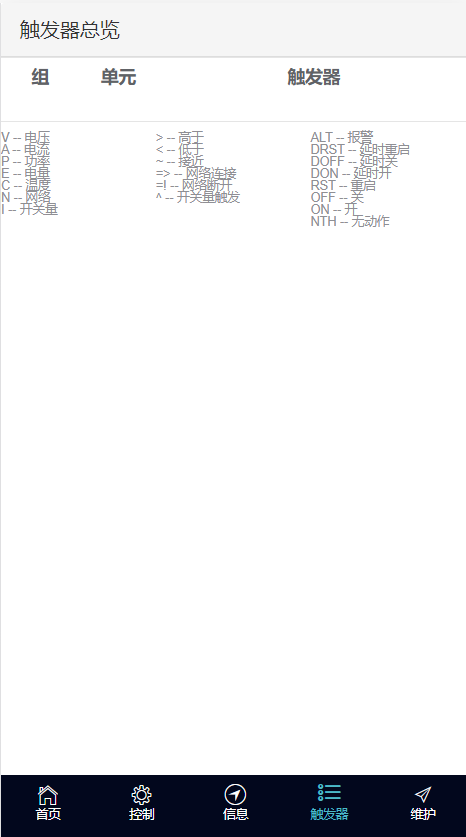 触发器总览
组 单元 触发器
V -- 电压
A -- 电流
P -- 功率
E -- 电量
C -- 温度
N -- 网络
I -- 开关量
> -- 高于
< -- 低于
~ -- 接近
=> -- 网络连接
=! -- 网络断开
^ -- 开关量触发
ALT -- 报警
DRST -- 延时重启
DOFF -- 延时关
DON -- 延时开
RST -- 重启
OFF -- 关
ON -- 开
NTH -- 无动作
首页 控制 信息 触发器 维护